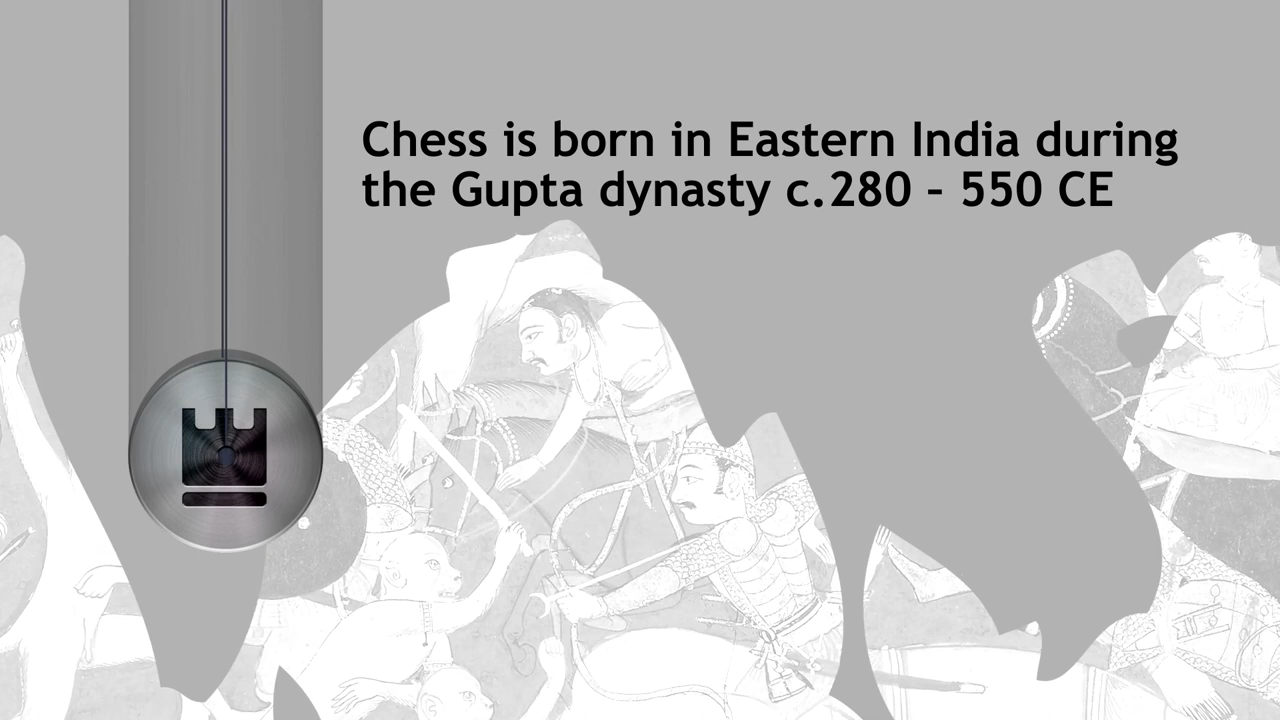 Chess is born in Eastern India during
the Gupta dynasty c.280 – 550 CE